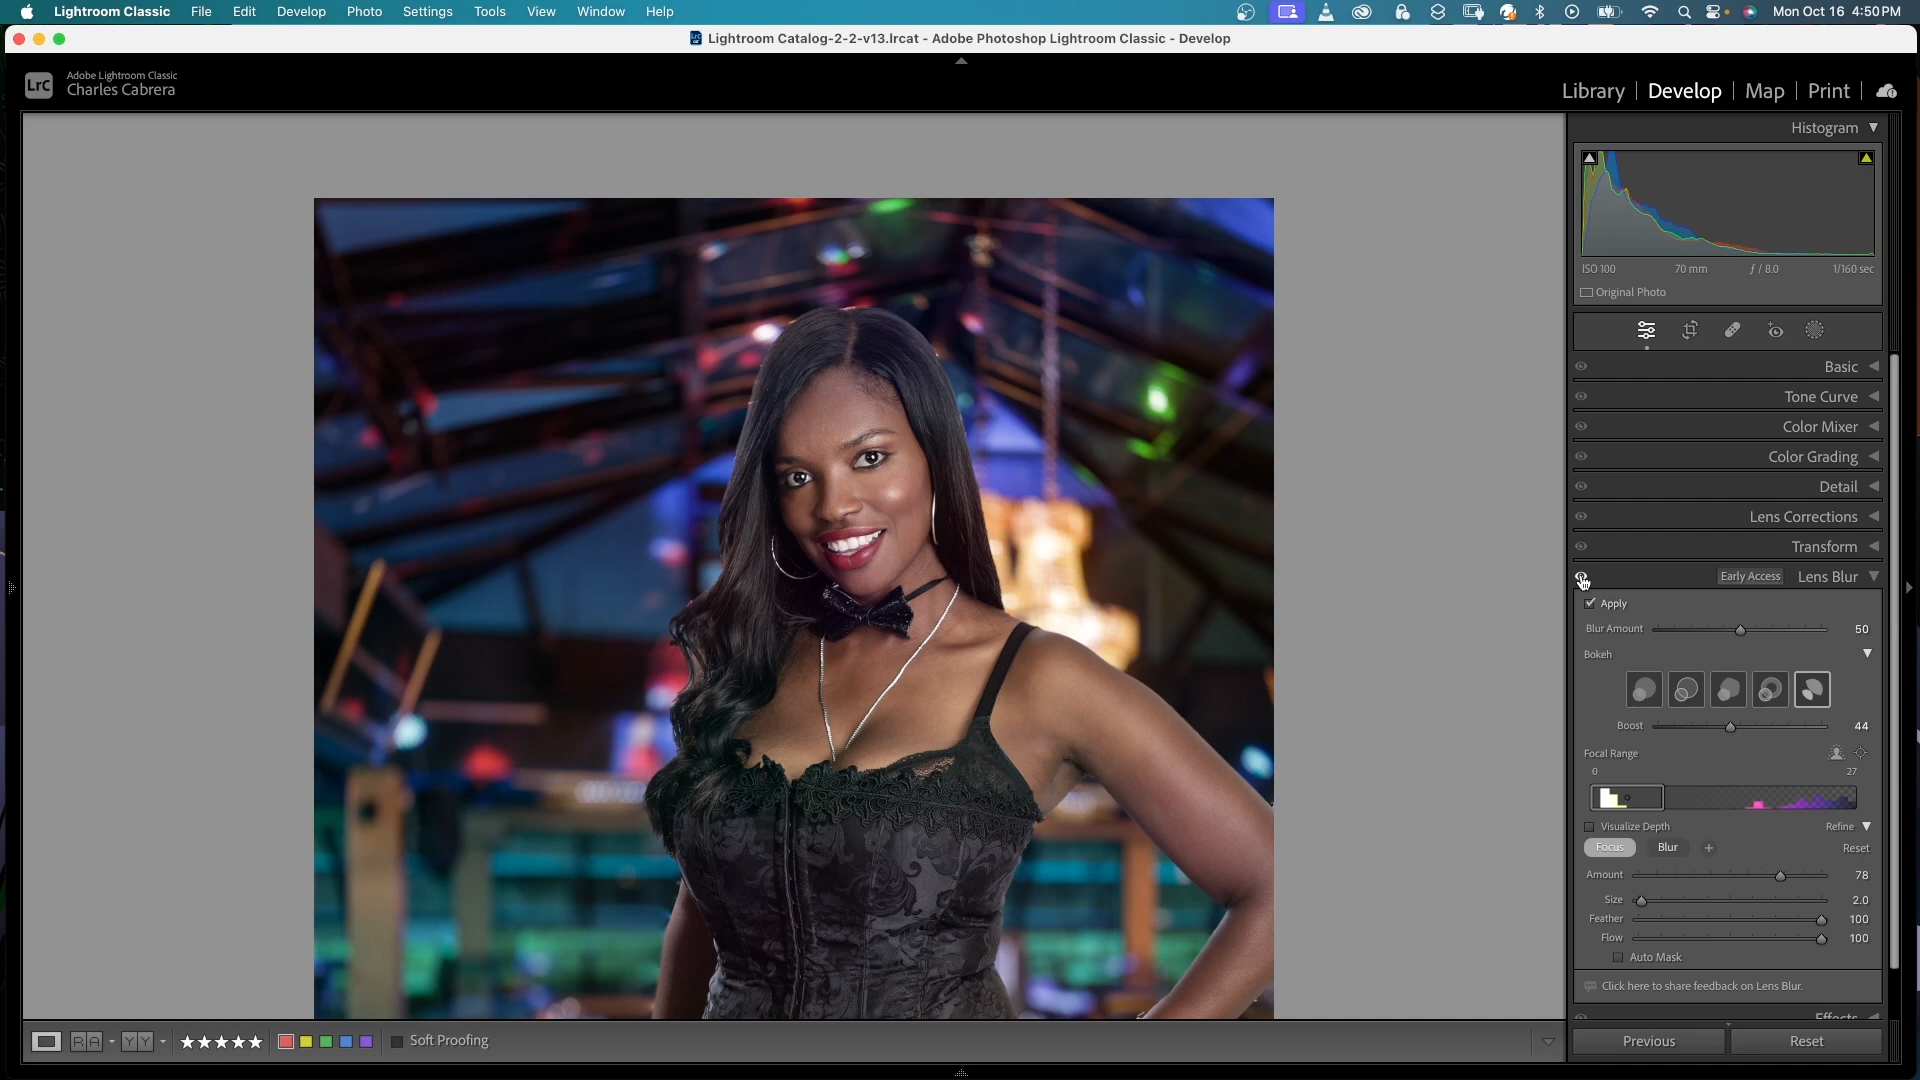 Lightroom Classic File Edit Develop Photo Settings Tools View Window Help Mon Oct 16 4:50 PM
Lightroom Catalog-2-2-v13.lrcat - Adobe Photoshop Lightroom Classic - Develop
LrC Adobe Lightroom Classic
Charles Cabrera
Library | Develop | Map | Print |
Histogram
ISO 100 70 mm ƒ / 8.0 1/160 sec
Original Photo
Basic
Tone Curve
Color Mixer
Color Grading
Detail
Lens Corrections
Transform
Early Access Lens Blur
Apply
Blur Amount 50
Bokeh
Boost 44
Focal Range
0 27
Visualize Depth Refine
Focus Blur + Reset
Amount 78
Size 2.0
Feather 100
Flow 100
Auto Mask
Click here to share feedback on Lens Blur.
Effects
R A Y Y Soft Proofing Previous Reset